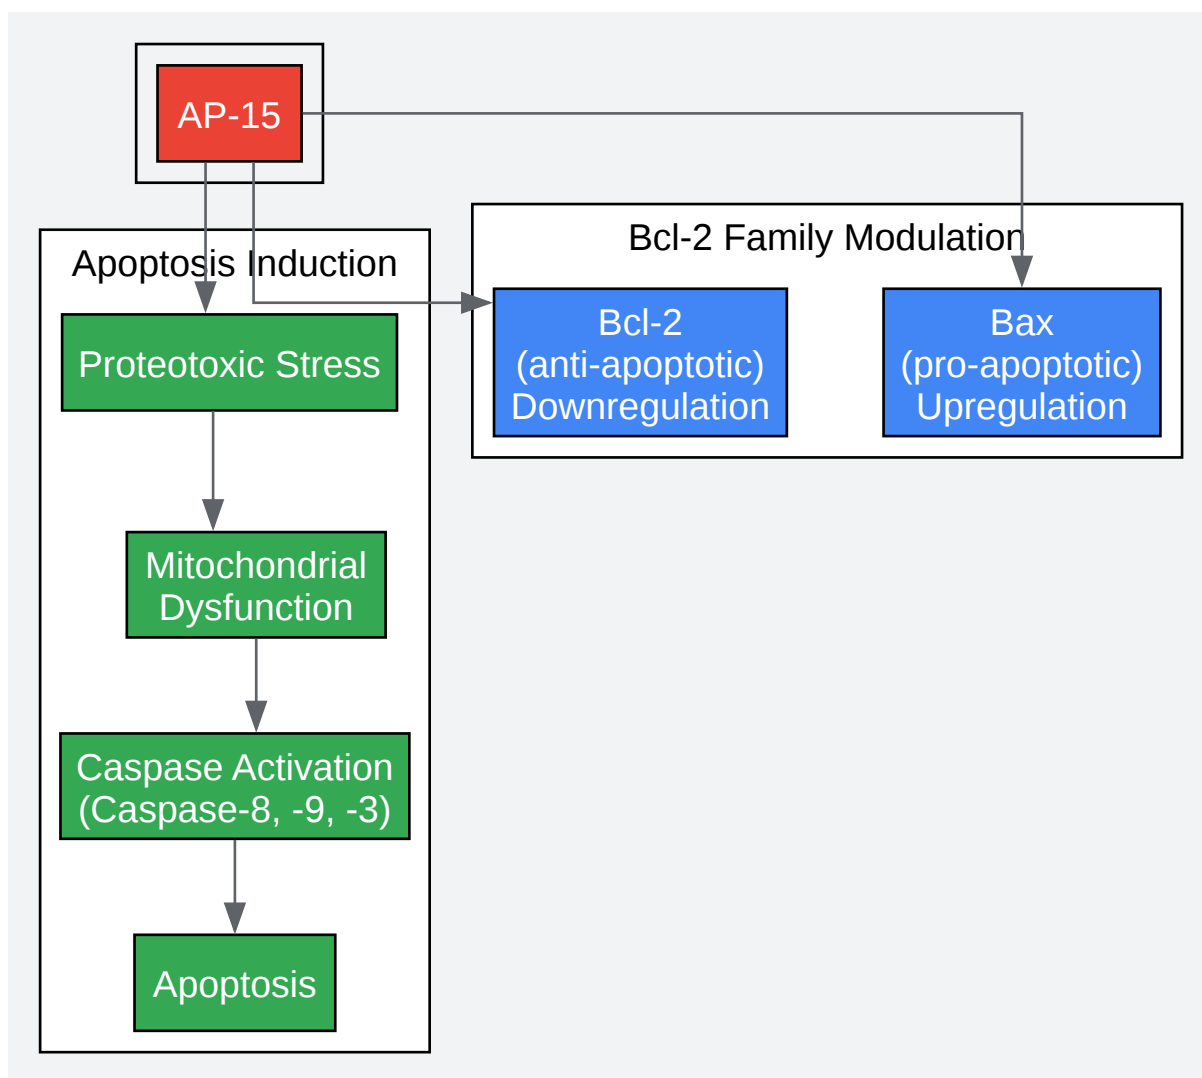 AP-15
Apoptosis Induction
Proteotoxic Stress
Mitochondrial
Dysfunction
Caspase Activation
(Caspase-8, -9, -3)
Apoptosis
Bcl-2 Family Modulation
Bcl-2
(anti-apoptotic)
Downregulation
Bax
(pro-apoptotic)
Upregulation